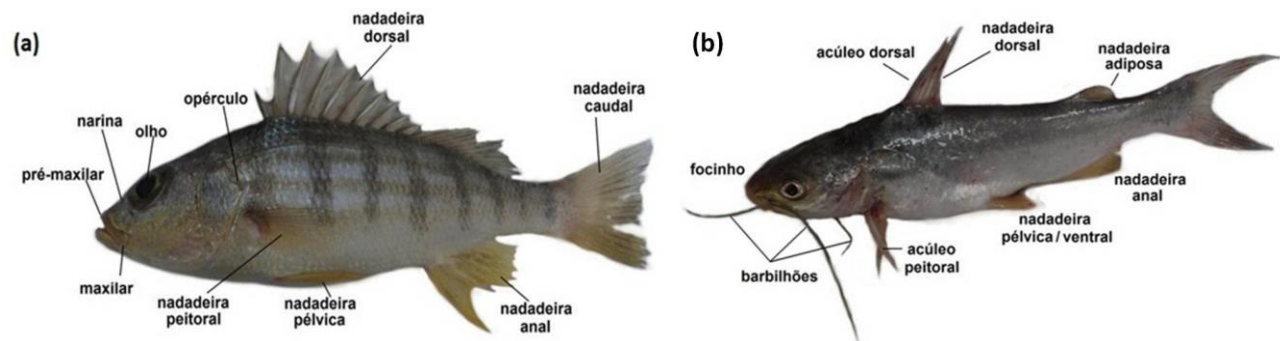 (a)
nadadeira
dorsal
opérculo
narina
olho
pré-maxilar
maxilar
nadadeira
peitoral
nadadeira
pélvica
nadadeira
anal
nadadeira
caudal
(b)
acúleo dorsal
nadadeira
dorsal
nadadeira
adiposa
focinho
barbilhões
acúleo
peitoral
nadadeira
pélvica / ventral
nadadeira
anal